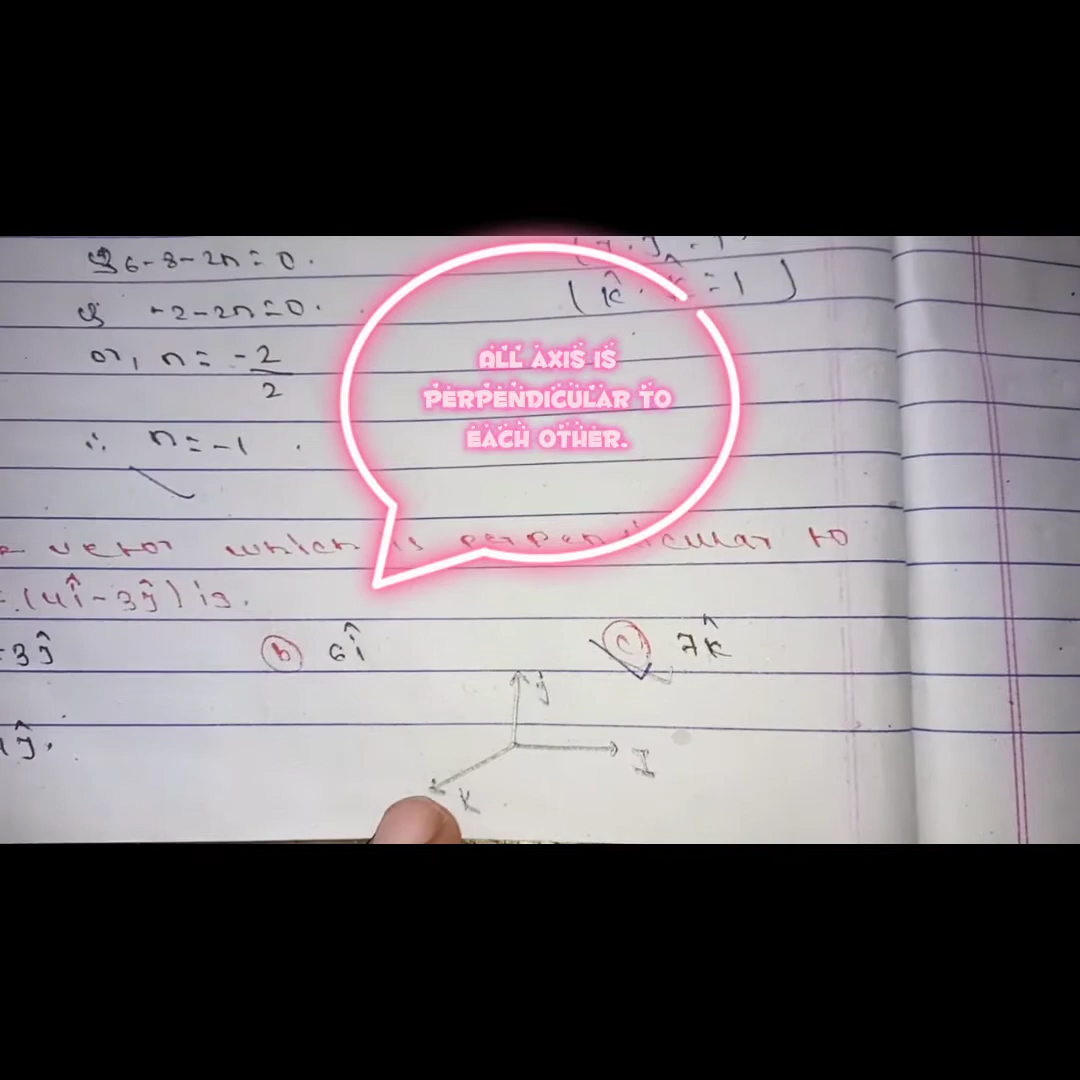 6-8-2n=0.
-2-2n=0.
or, n = -2/2
∴ n = -1.
(k̂ · k̂ = 1)
ALL AXIS IS
PERPENDICULAR TO
EACH OTHER.
which is perpendicular to
= (4î-3ĵ) is.
3ĵ (b) 6î (c) 7k̂
ĵ.
ĵ
I
K